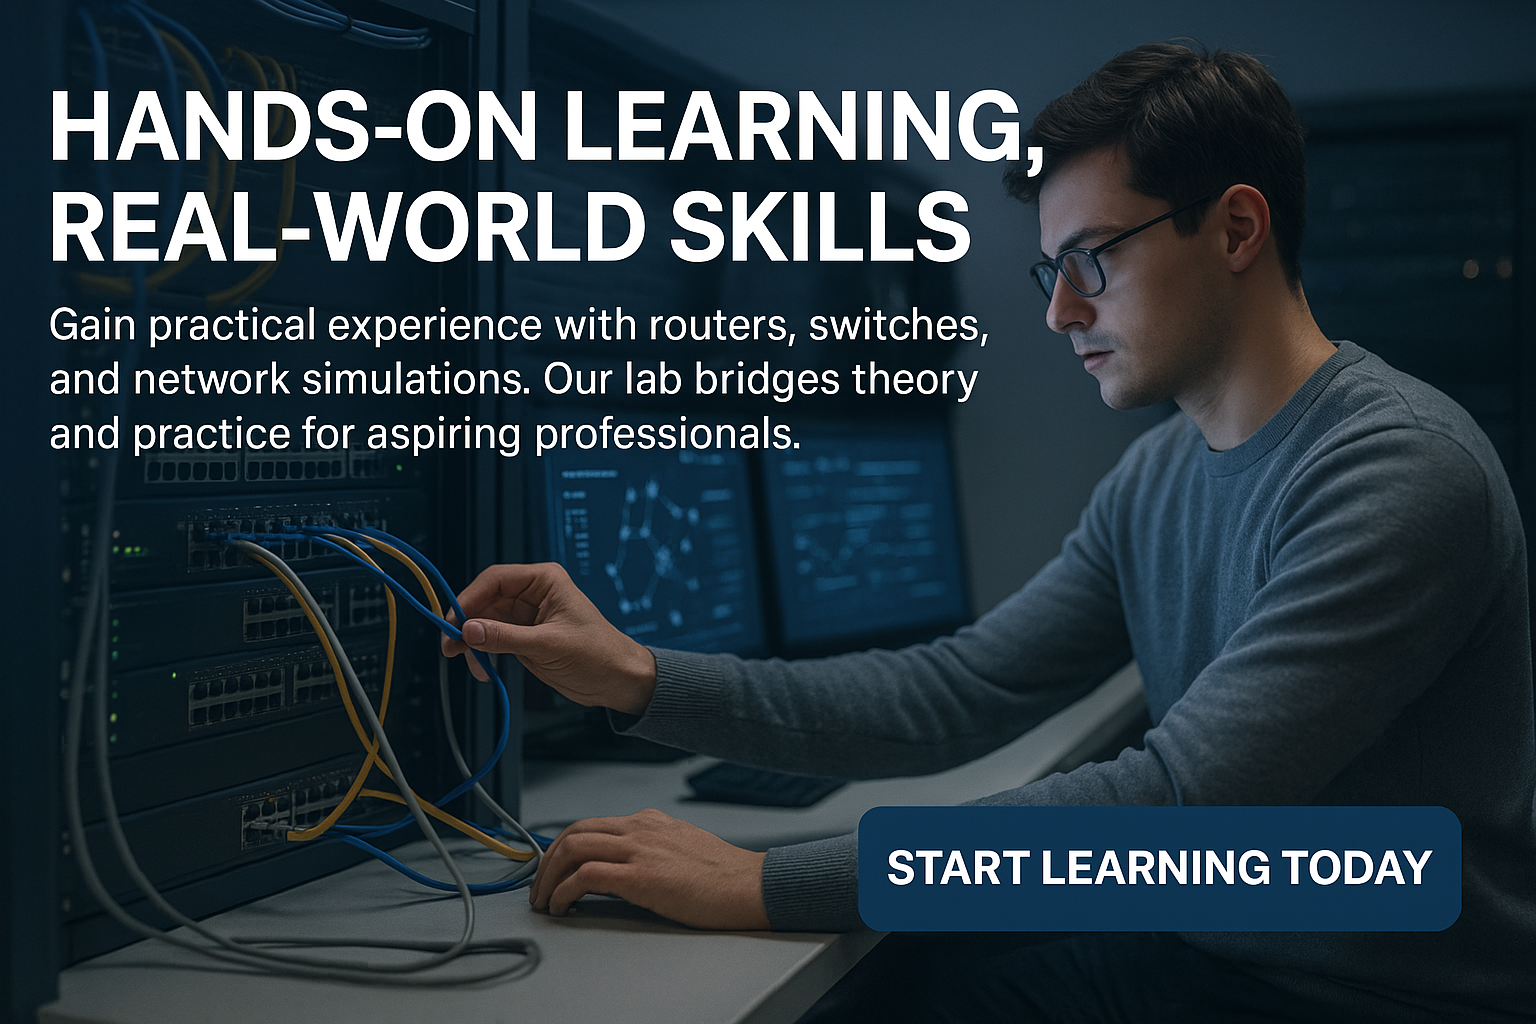 HANDS-ON LEARNING,
REAL-WORLD SKILLS
Gain practical experience with routers, switches,
and network simulations. Our lab bridges theory
and practice for aspiring professionals.
START LEARNING TODAY